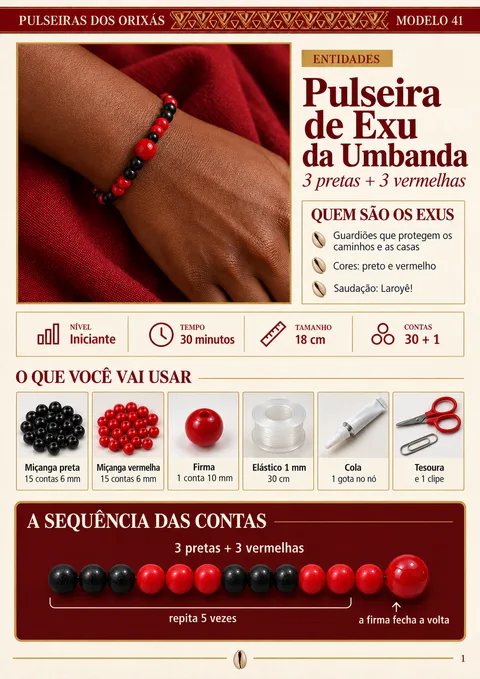 PULSEIRAS DOS ORIXÁS
MODELO 41
ENTIDADES
Pulseira
de Exu
da Umbanda
3 pretas + 3 vermelhas
QUEM SÃO OS EXUS
Guardiões que protegem os
caminhos e as casas
Cores: preto e vermelho
Saudação: Laroyê!
NÍVEL
Iniciante
TEMPO
30 minutos
TAMANHO
18 cm
CONTAS
30 + 1
O QUE VOCÊ VAI USAR
Miçanga preta
15 contas 6 mm
Miçanga vermelha
15 contas 6 mm
Firma
1 conta 10 mm
Elástico 1 mm
30 cm
Cola
1 gota no nó
Tesoura
e 1 clipe
A SEQUÊNCIA DAS CONTAS
3 pretas + 3 vermelhas
repita 5 vezes
a firma fecha a volta
1